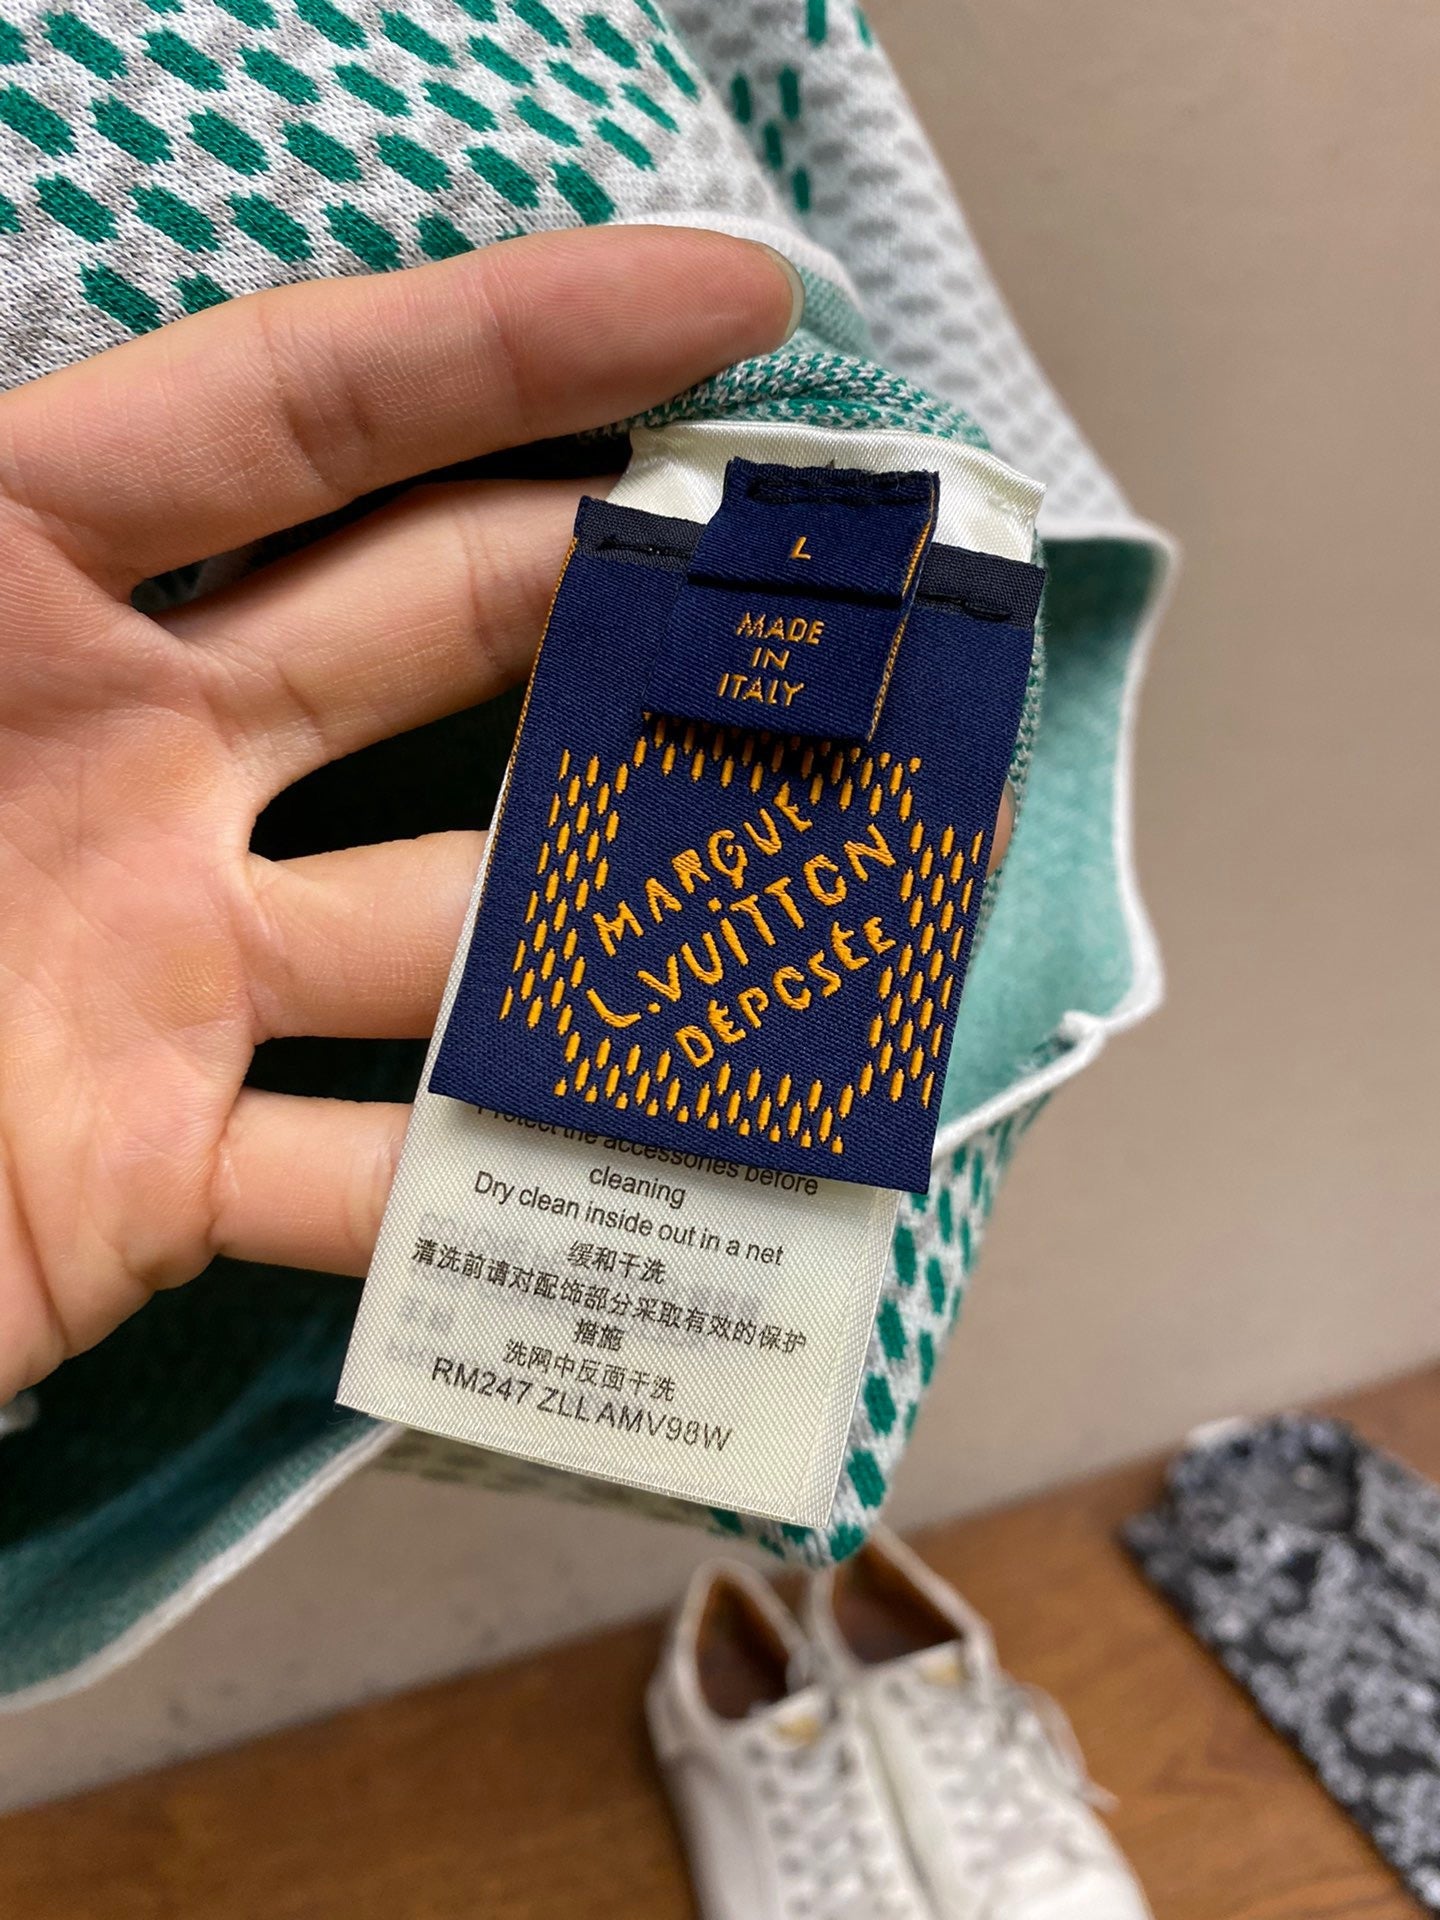 L
MADE
IN
ITALY
MARQUE
L.VUITTON
DÉPOSÉE
Protect the accessories before
cleaning
Dry clean inside out in a net
缓和干洗
清洗前请对配饰部分采取有效的保护
措施
洗网中反面干洗
RM247 ZLL AMV98W